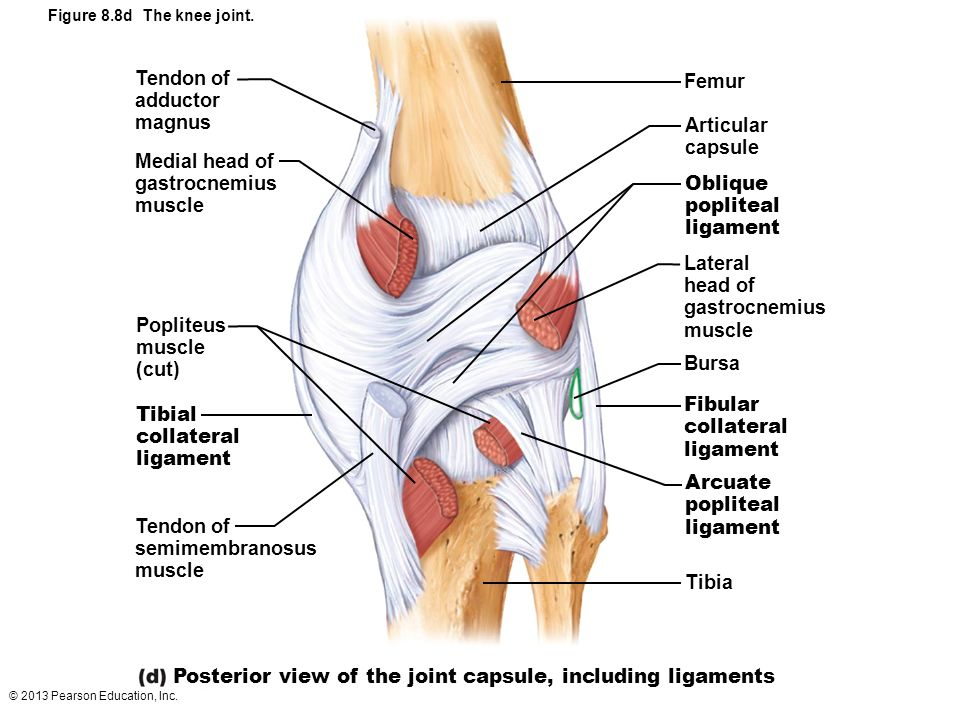 Figure 8.8d The knee joint.
Tendon of
adductor
magnus
Medial head of
gastrocnemius
muscle
Popliteus
muscle
(cut)
Tibial
collateral
ligament
Tendon of
semimembranosus
muscle
Femur
Articular
capsule
Oblique
popliteal
ligament
Lateral
head of
gastrocnemius
muscle
Bursa
Fibular
collateral
ligament
Arcuate
popliteal
ligament
Tibia
(d) Posterior view of the joint capsule, including ligaments
© 2013 Pearson Education, Inc.